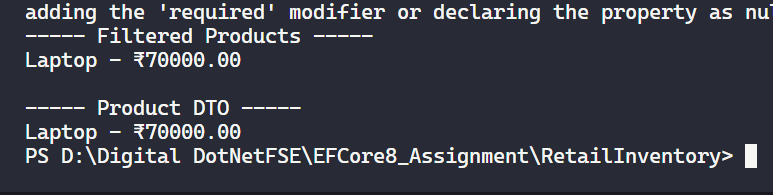 adding the 'required' modifier or declaring the property as nu
----- Filtered Products -----
Laptop - ₹70000.00
----- Product DTO -----
Laptop - ₹70000.00
PS D:\Digital DotNetFSE\EFCore8_Assignment\RetailInventory>